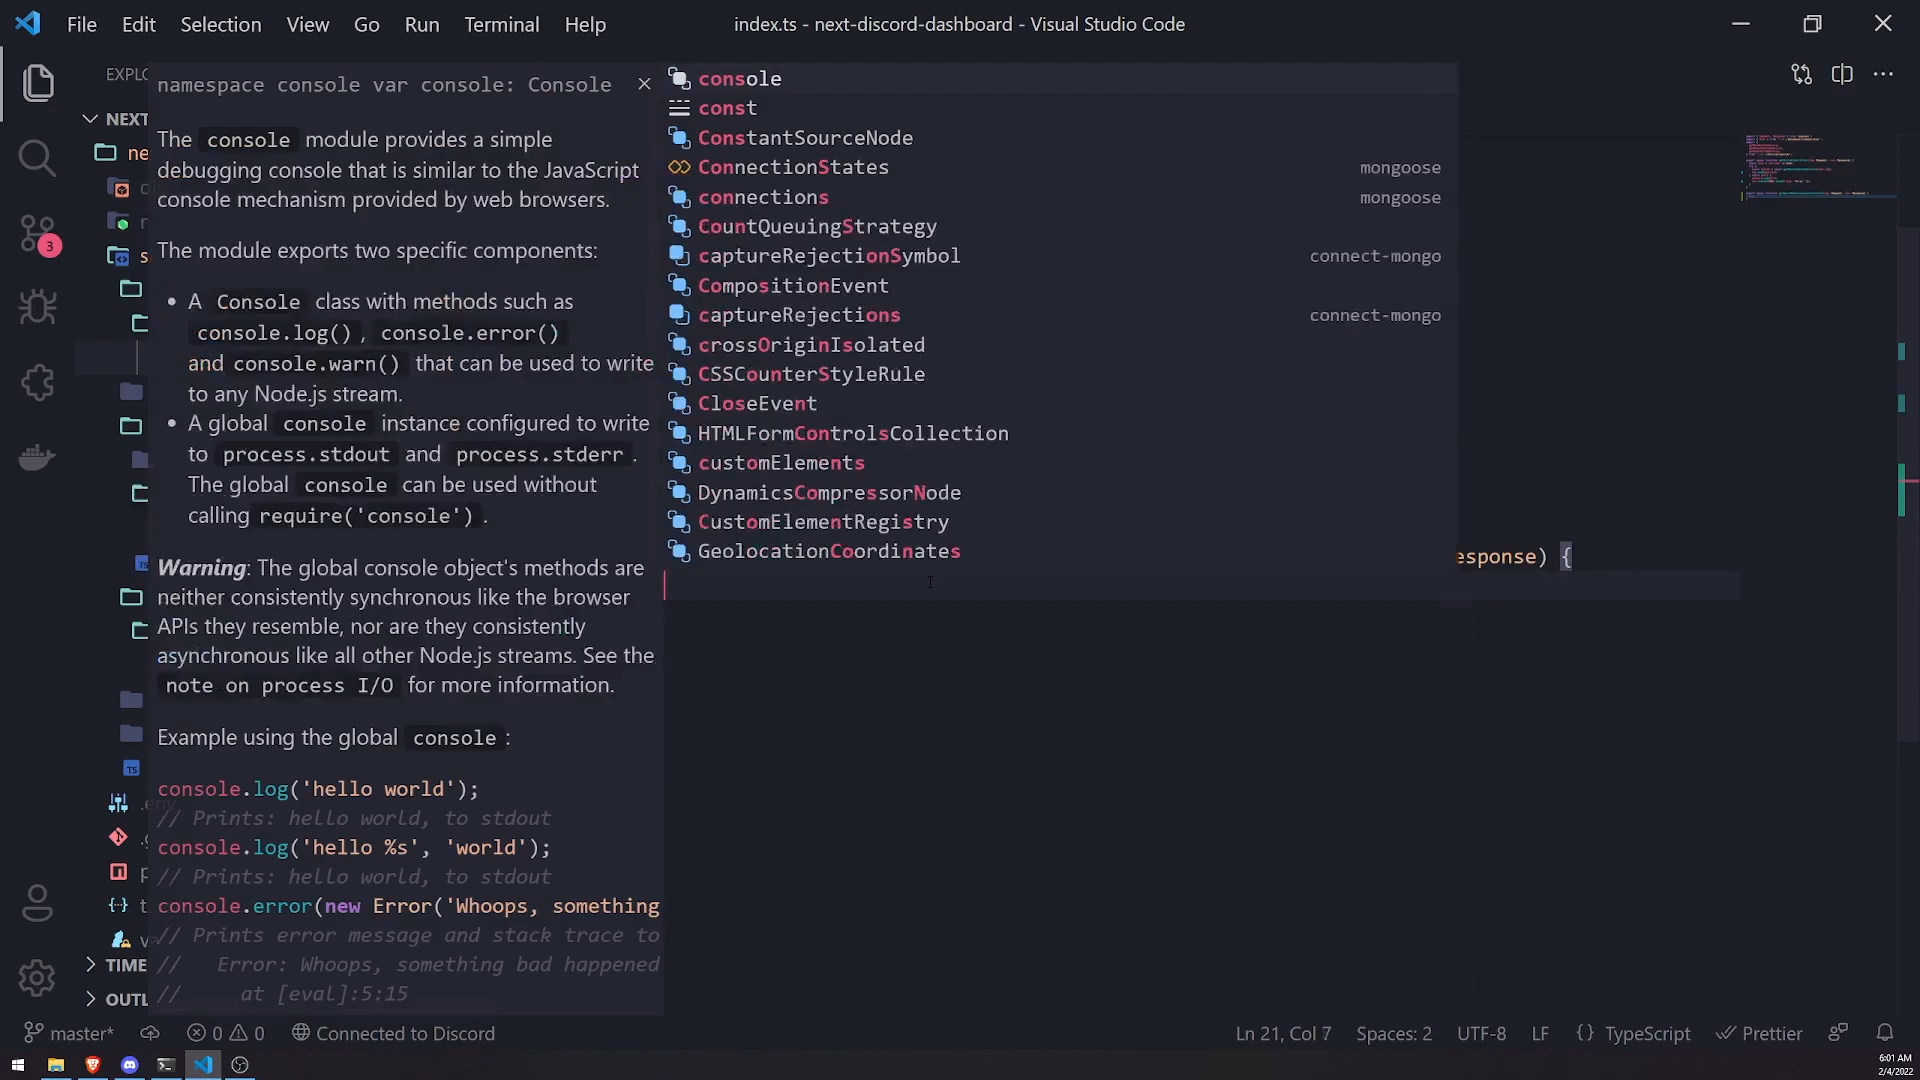 File Edit Selection View Go Run Terminal Help
index.ts - next-discord-dashboard - Visual Studio Code
EXPLO
NEXT
ne
3
namespace console var console: Console
The console module provides a simple
debugging console that is similar to the JavaScript
console mechanism provided by web browsers.
The module exports two specific components:
• A Console class with methods such as
console.log(), console.error()
and console.warn() that can be used to write
to any Node.js stream.
• A global console instance configured to write
to process.stdout and process.stderr.
The global console can be used without
calling require('console').
Warning: The global console object's methods are
neither consistently synchronous like the browser
APIs they resemble, nor are they consistently
asynchronous like all other Node.js streams. See the
note on process I/O for more information.
Example using the global console:
console.log('hello world');
// Prints: hello world, to stdout
console.log('hello %s', 'world');
// Prints: hello world, to stdout
console.error(new Error('Whoops, something
// Prints error message and stack trace to
// Error: Whoops, something bad happened
// at [eval]:5:15
console
const
ConstantSourceNode
ConnectionStates mongoose
connections mongoose
CountQueuingStrategy
captureRejectionSymbol connect-mongo
CompositionEvent
captureRejections connect-mongo
crossOriginIsolated
CSSCounterStyleRule
CloseEvent
HTMLFormControlsCollection
customElements
DynamicsCompressorNode
CustomElementRegistry
GeolocationCoordinates
esponse) {
TIME
OUTL
master* 0 0 Connected to Discord
Ln 21, Col 7 Spaces: 2 UTF-8 LF {} TypeScript Prettier
6:01 AM
2/4/2022